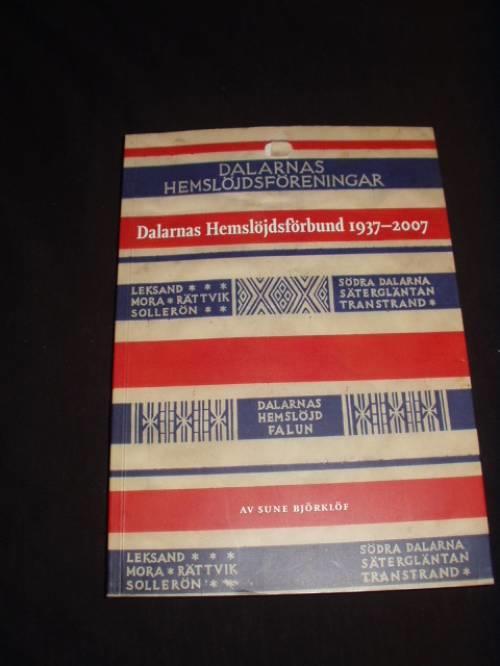 DALARNAS
HEMSLÖJDSFÖRENINGAR
Dalarnas Hemslöjdsförbund 1937–2007
LEKSAND * * *
MORA * RÄTTVIK
SOLLERÖN * *
SÖDRA DALARNA
SÄTERGLÄNTAN
TRANSTRAND *
DALARNAS
HEMSLÖJD
FALUN
AV SUNE BJÖRKLÖF
LEKSAND * * *
MORA * RÄTTVIK
SOLLERÖN * *
SÖDRA DALARNA
SÄTERGLÄNTAN
TRANSTRAND *